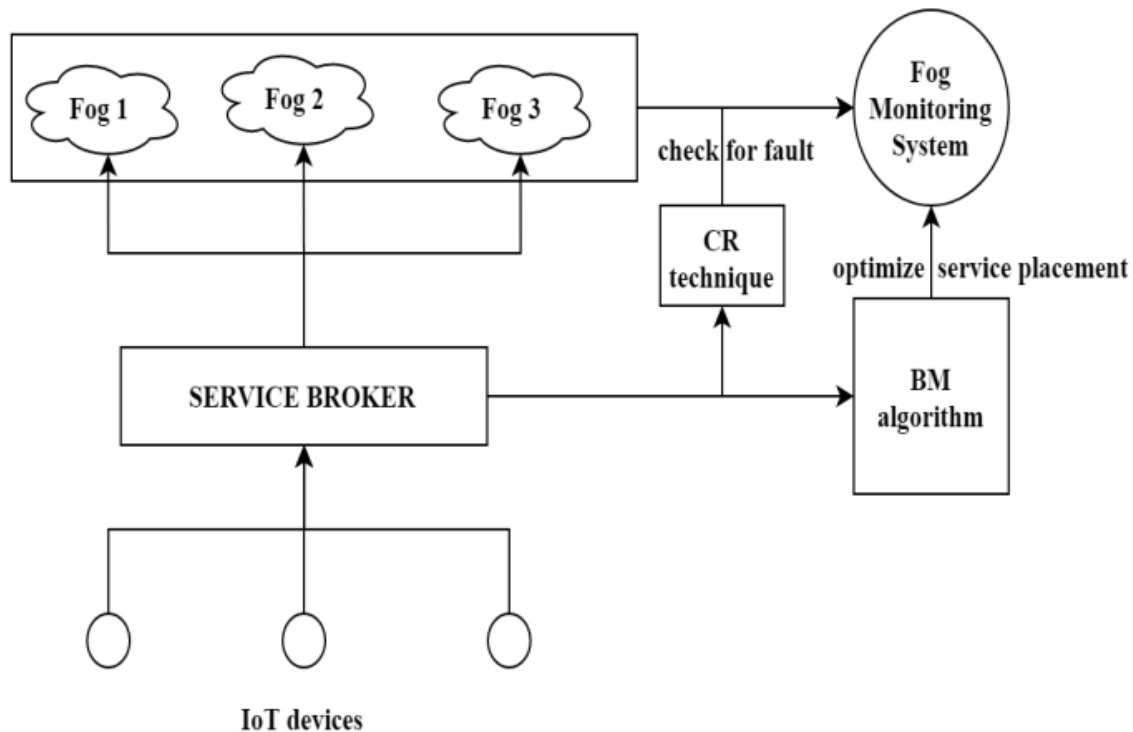 Fog 1
Fog 2
Fog 3
Fog
Monitoring
System
check for fault
CR
technique
optimize service placement
SERVICE BROKER
BM
algorithm
IoT devices